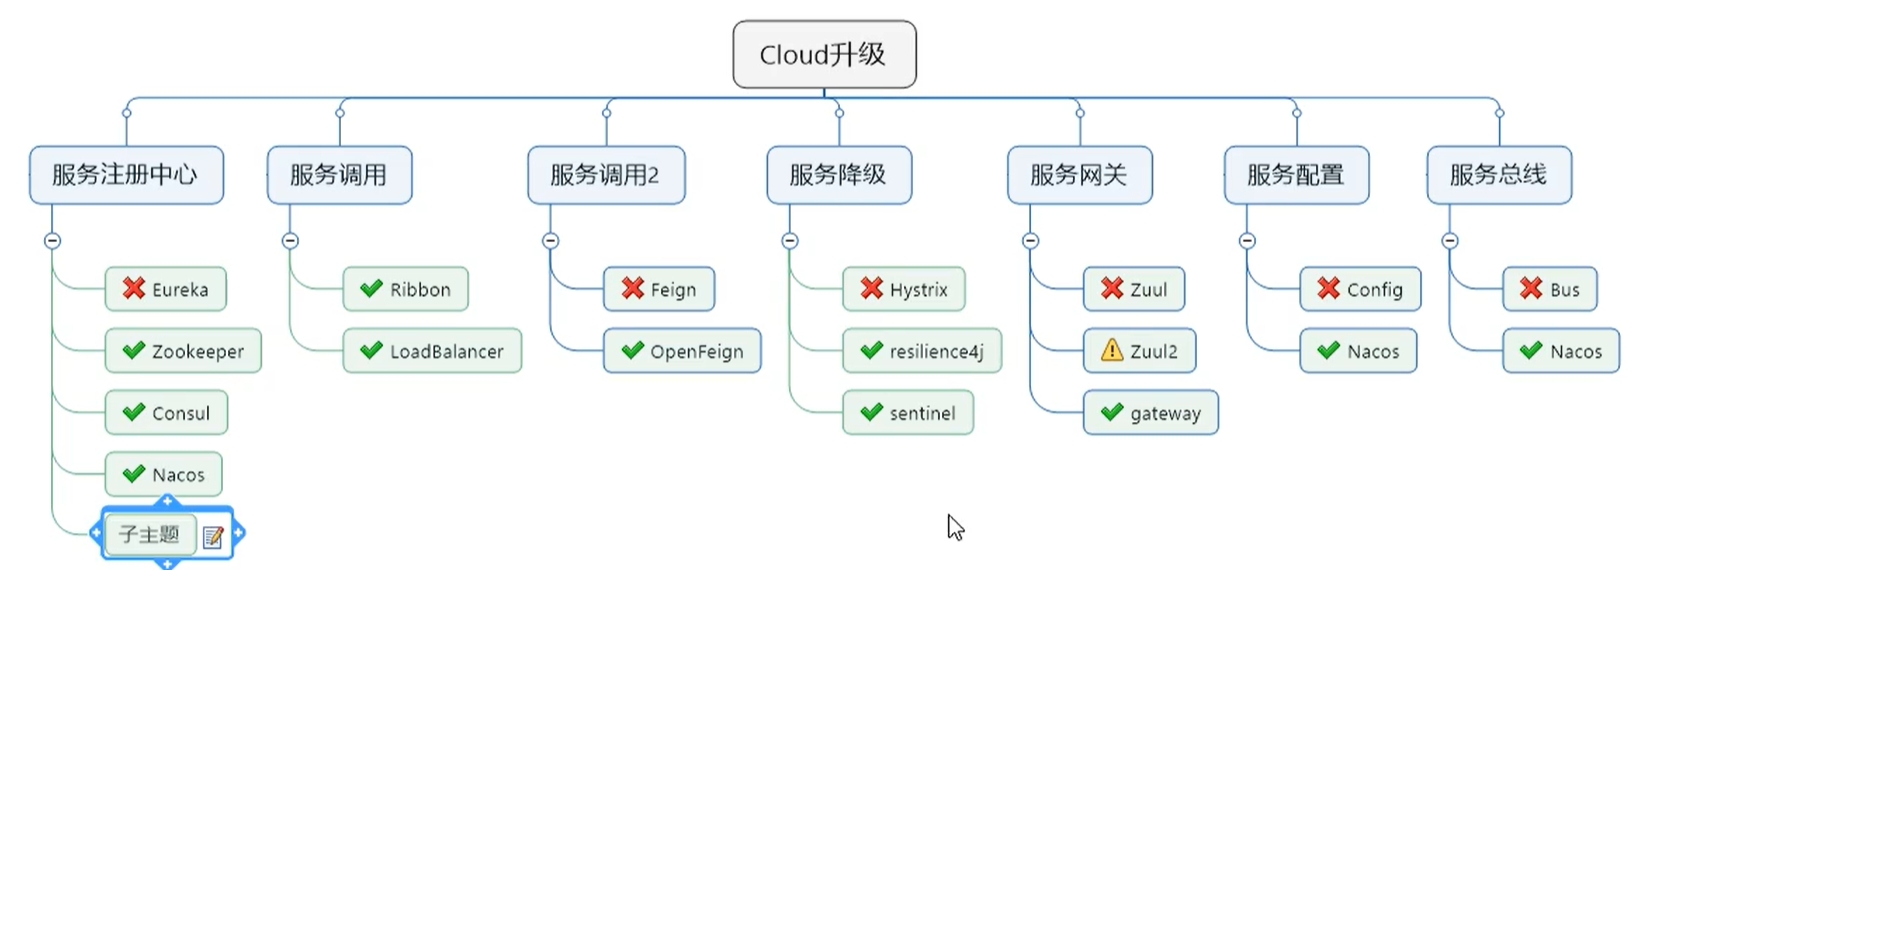 Cloud升级
服务注册中心
Eureka
Zookeeper
Consul
Nacos
子主题
服务调用
Ribbon
LoadBalancer
服务调用2
Feign
OpenFeign
服务降级
Hystrix
resilience4j
sentinel
服务网关
Zuul
Zuul2
gateway
服务配置
Config
Nacos
服务总线
Bus
Nacos